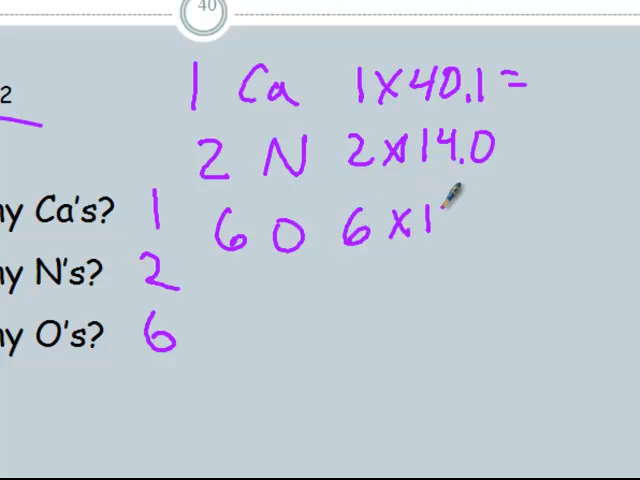 40
2
1 Ca 1x40.1=
2 N 2x14.0
ny Ca's? 1
6 O 6x1
ny N's? 2
ny O's? 6